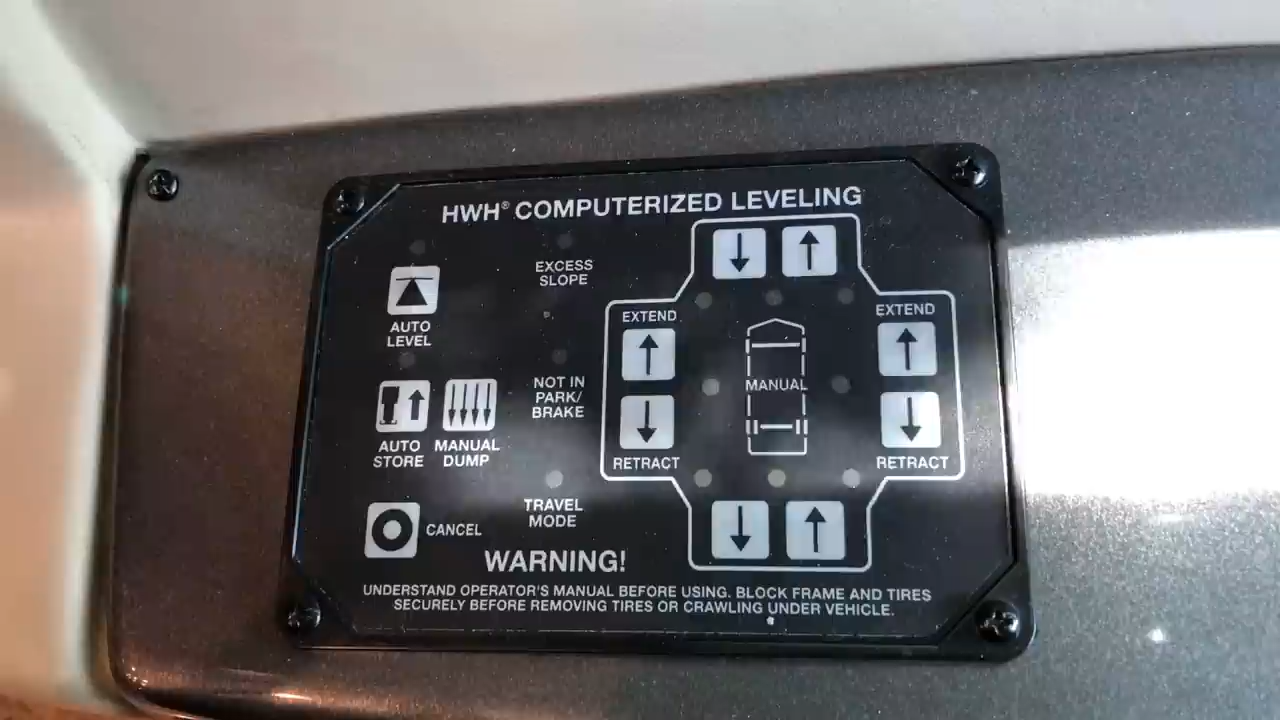 HWH® COMPUTERIZED LEVELING
EXCESS
SLOPE
AUTO
LEVEL
NOT IN
PARK/
BRAKE
AUTO
STORE
MANUAL
DUMP
TRAVEL
MODE
CANCEL
EXTEND
RETRACT
MANUAL
EXTEND
RETRACT
WARNING!
UNDERSTAND OPERATOR'S MANUAL BEFORE USING. BLOCK FRAME AND TIRES
SECURELY BEFORE REMOVING TIRES OR CRAWLING UNDER VEHICLE.